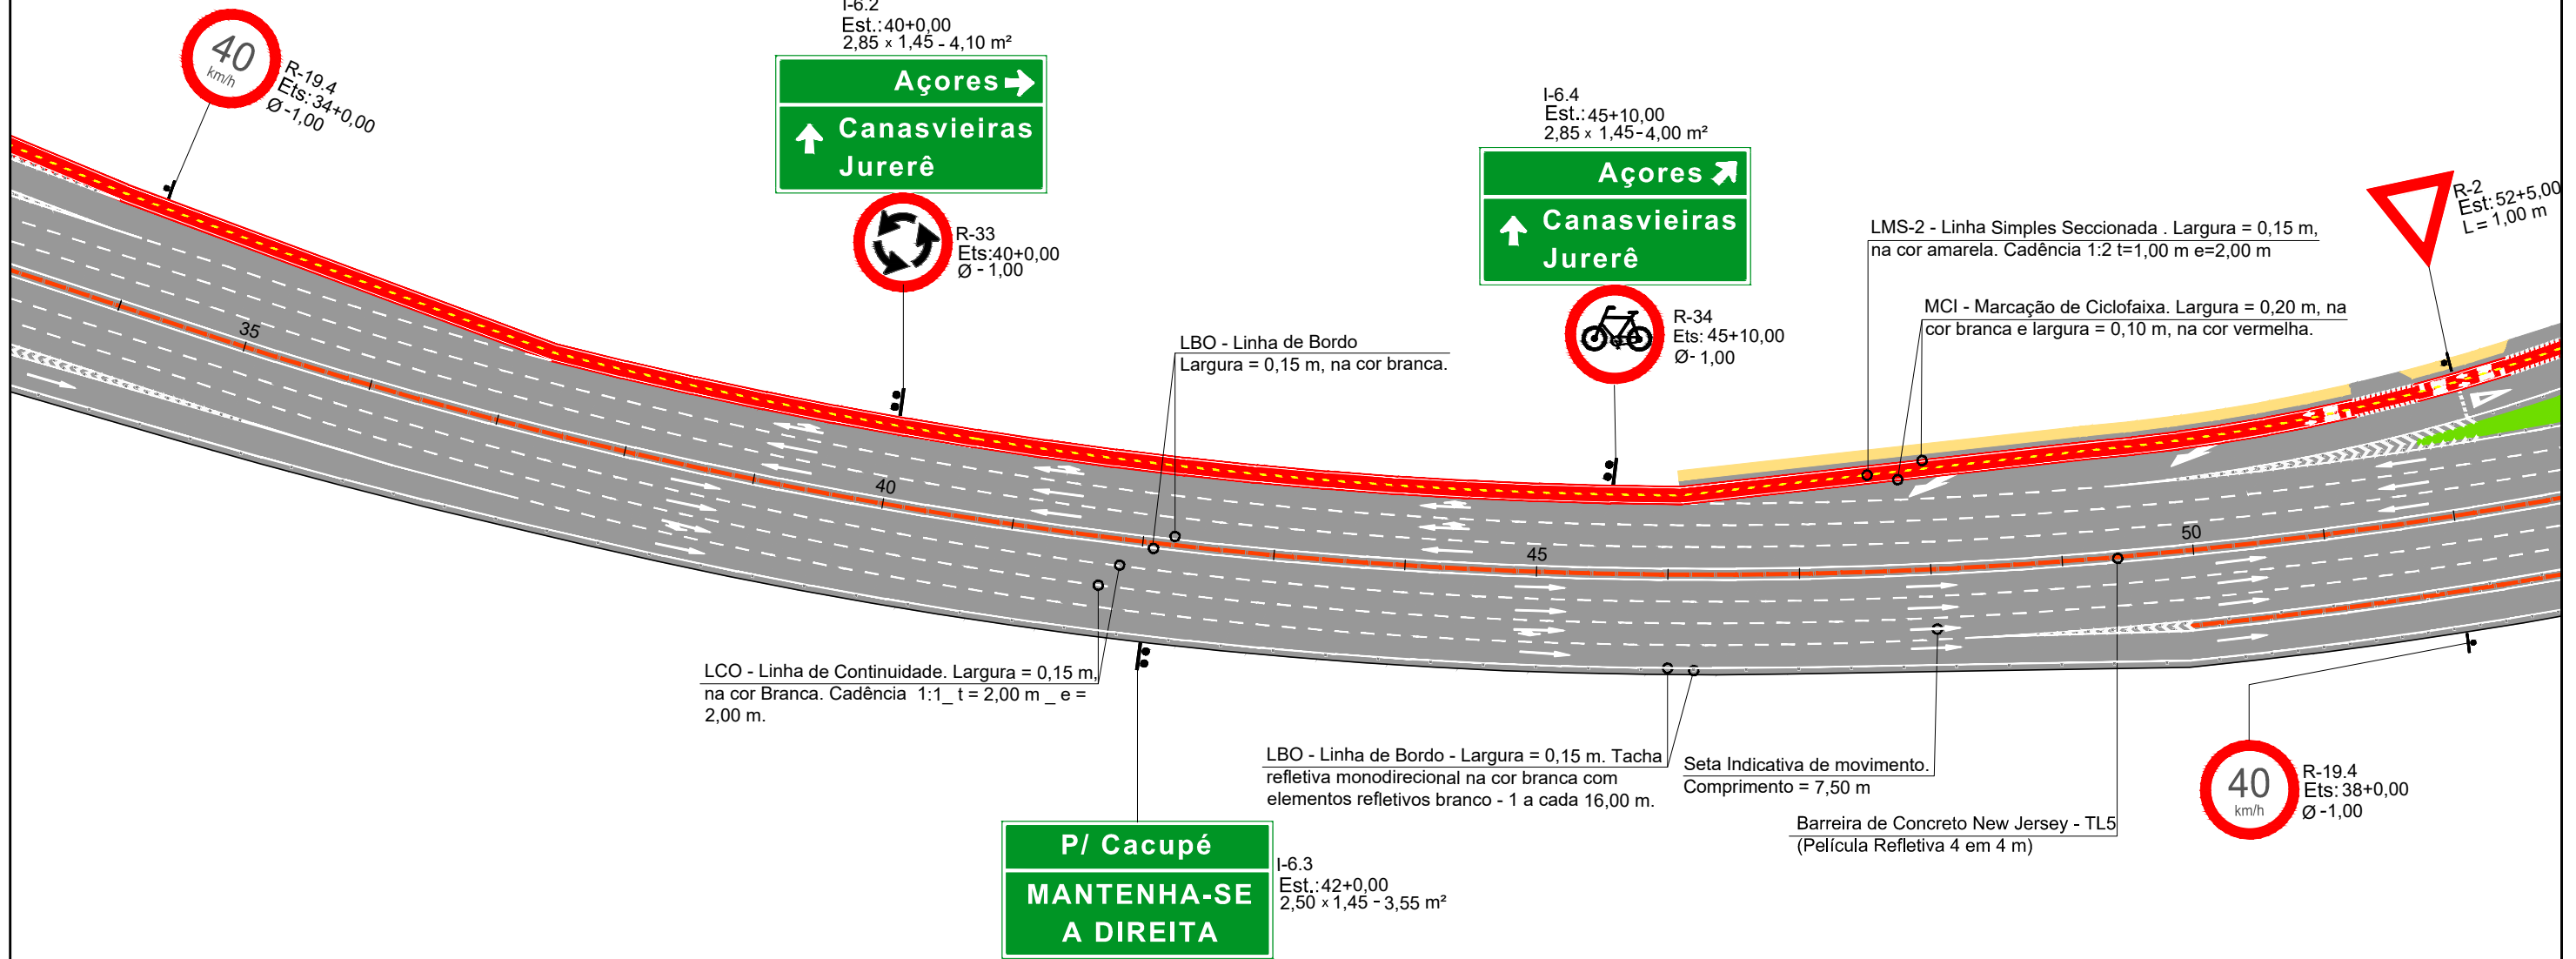 I-6.2
Est.: 40+0,00
2,85 x 1,45 - 4,10 m²
40
km/h
R-19.4
Ets: 34+0,00
Ø -1,00
Açores
Canasvieiras
Jurerê
R-33
Ets:40+0,00
Ø - 1,00
I-6.4
Est.: 45+10,00
2,85 x 1,45-4,00 m²
Açores
Canasvieiras
Jurerê
R-34
Ets: 45+10,00
Ø- 1,00
R-2
Est: 52+5,00
L = 1,00 m
LMS-2 - Linha Simples Seccionada . Largura = 0,15 m,
na cor amarela. Cadência 1:2 t=1,00 m e=2,00 m
MCI - Marcação de Ciclofaixa. Largura = 0,20 m, na
cor branca e largura = 0,10 m, na cor vermelha.
LBO - Linha de Bordo
Largura = 0,15 m, na cor branca.
35
40
45
50
LCO - Linha de Continuidade. Largura = 0,15 m,
na cor Branca. Cadência 1:1_ t = 2,00 m _ e =
2,00 m.
LBO - Linha de Bordo - Largura = 0,15 m. Tacha
refletiva monodirecional na cor branca com
elementos refletivos branco - 1 a cada 16,00 m.
Seta Indicativa de movimento.
Comprimento = 7,50 m
Barreira de Concreto New Jersey - TL5
(Película Refletiva 4 em 4 m)
40
km/h
R-19.4
Ets: 38+0,00
Ø -1,00
P/ Cacupé
MANTENHA-SE
A DIREITA
I-6.3
Est.: 42+0,00
2,50 x 1,45 - 3,55 m²